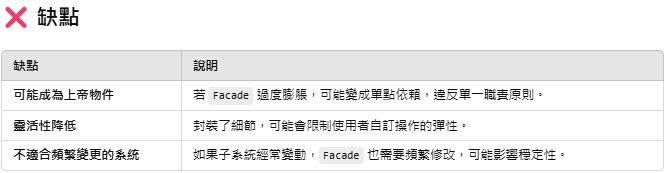 ❌ 缺點
缺點 說明
可能成為上帝物件 若 Facade 過度膨脹，可能變成單點依賴，違反單一職責原則。
靈活性降低 封裝了細節，可能會限制使用者自訂操作的彈性。
不適合頻繁變更的系統 如果子系統經常變動，Facade 也需要頻繁修改，可能影響穩定性。